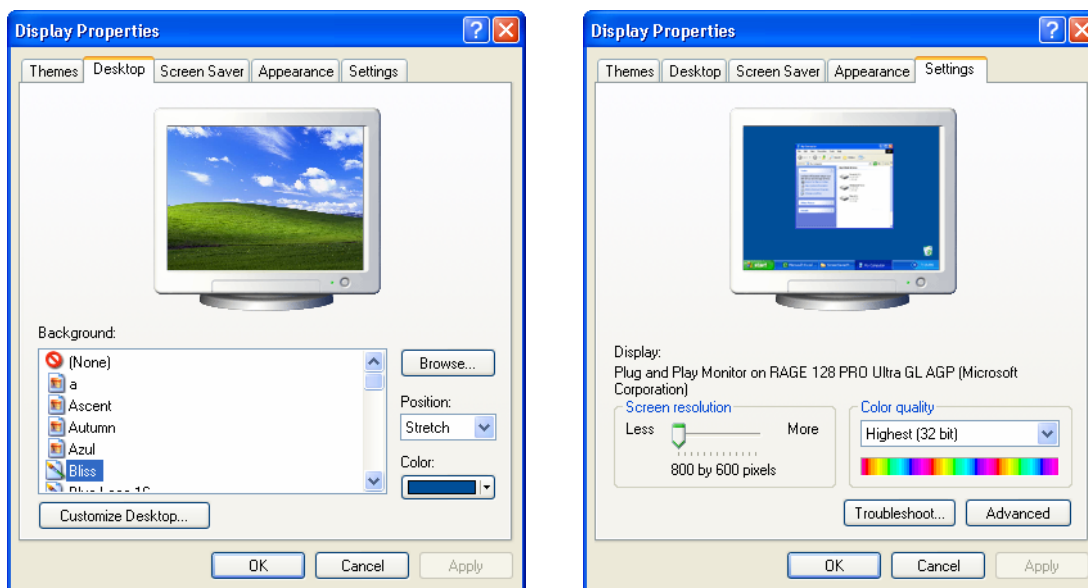 Display Properties
Themes Desktop Screen Saver Appearance Settings
Background:
(None)
a
Ascent
Autumn
Azul
Bliss
Browse...
Position:
Stretch
Color:
Customize Desktop...
OK Cancel Apply
Display Properties
Themes Desktop Screen Saver Appearance Settings
start
Display:
Plug and Play Monitor on RAGE 128 PRO Ultra GL AGP (Microsoft
Corporation)
Screen resolution
Less More
800 by 600 pixels
Color quality
Highest (32 bit)
Troubleshoot... Advanced
OK Cancel Apply